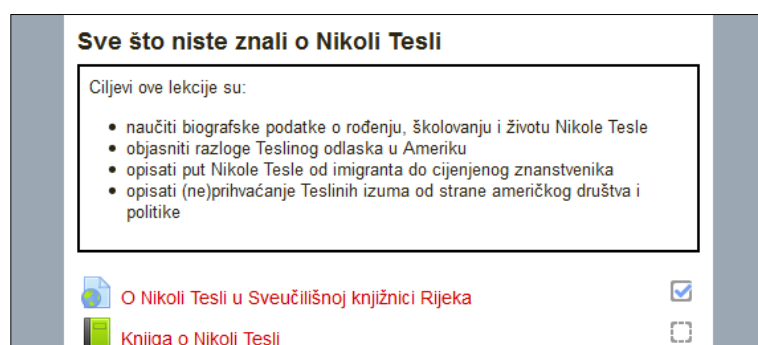 Sve što niste znali o Nikoli Tesli
Ciljevi ove lekcije su:
naučiti biografske podatke o rođenju, školovanju i životu Nikole Tesle
objasniti razloge Teslinog odlaska u Ameriku
opisati put Nikole Tesle od imigranta do cijenjenog znanstvenika
opisati (ne)prihvaćanje Teslinih izuma od strane američkog društva i
politike
O Nikoli Tesli u Sveučilišnoj knjižnici Rijeka
Knjiga o Nikoli Tesli